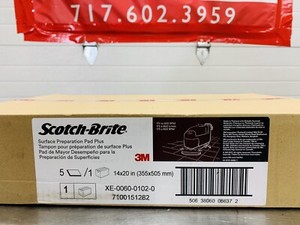 717.602.3959
Scotch-Brite
Surface Preparation Pad Plus
Tampon pour préparation de surface Plus
Pad de Mayor Desempeño para la
Preparación de Superficies
3M
5 /1 14x20 in (355x505 mm)
1 XE-0060-0102-0
7100151282